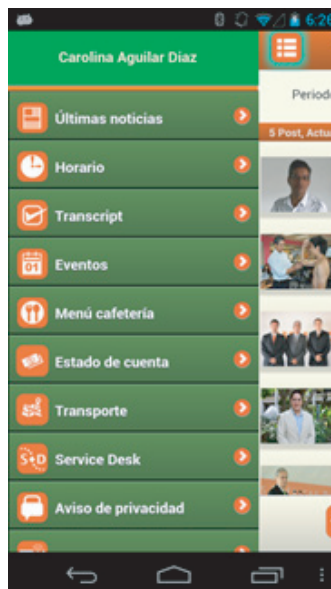 6:26
Carolina Aguilar Diaz
Periodo
5 Post, Actu
Últimas noticias
Horario
Transcript
01
Eventos
Menú cafetería
Estado de cuenta
Transporte
S D
Service Desk
Aviso de privacidad